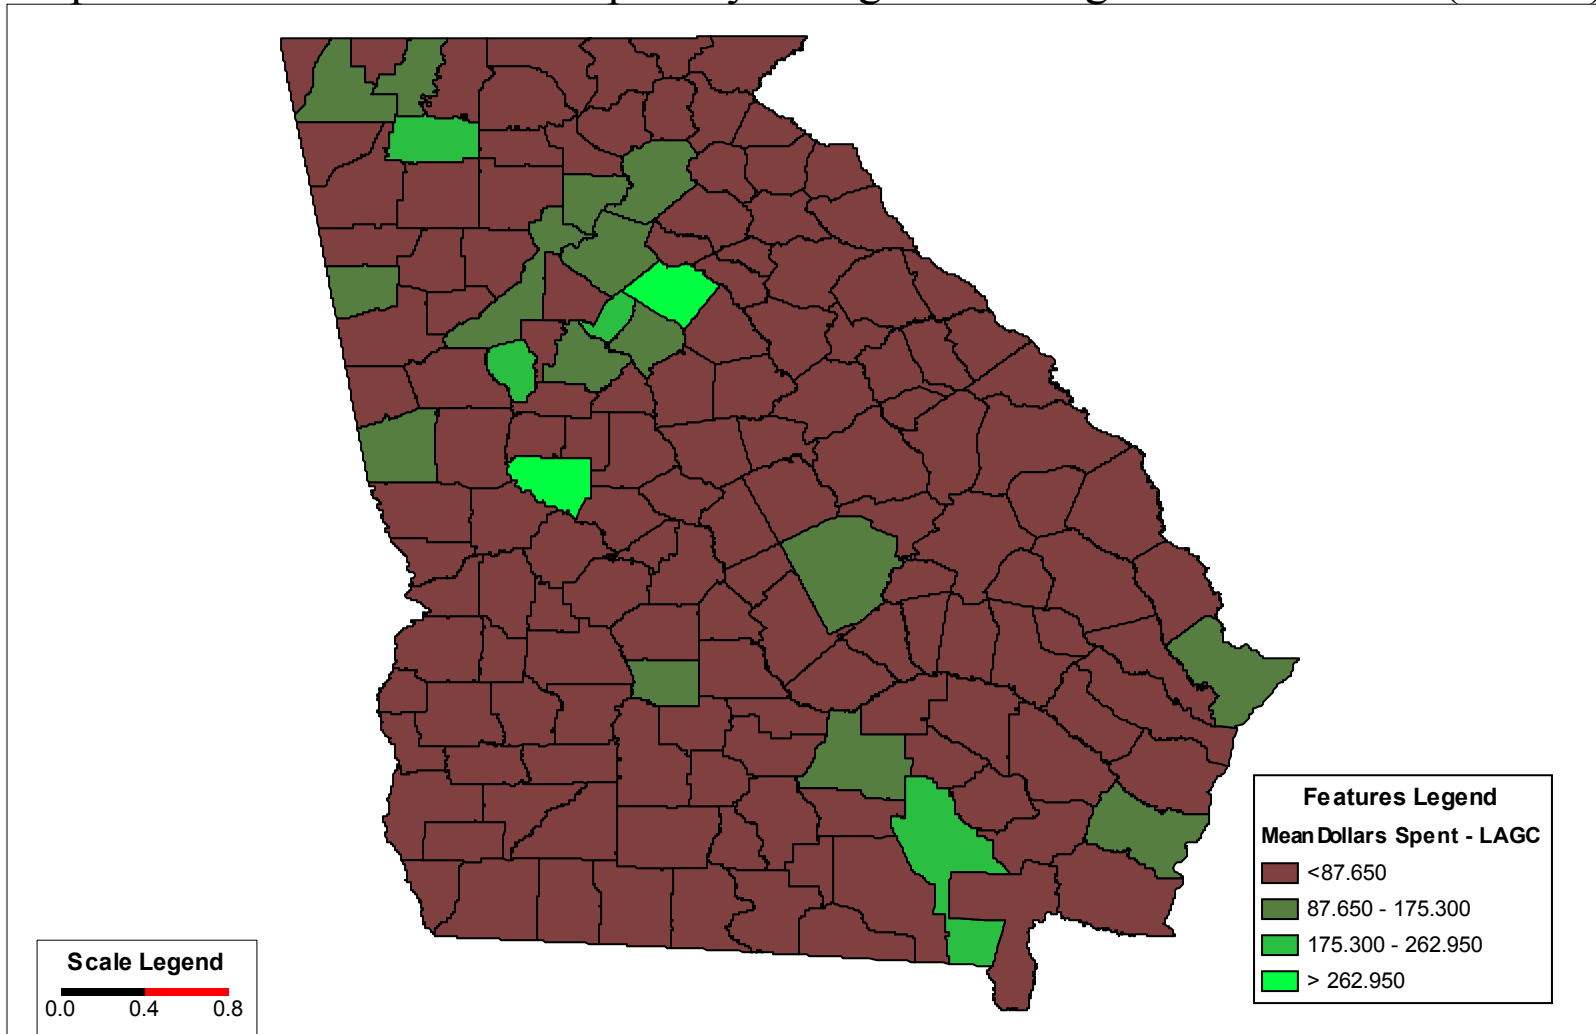 Features Legend
Mean Dollars Spent - LAGC
<87.650
87.650 - 175.300
175.300 - 262.950
> 262.950
Scale Legend
0.0 0.4 0.8